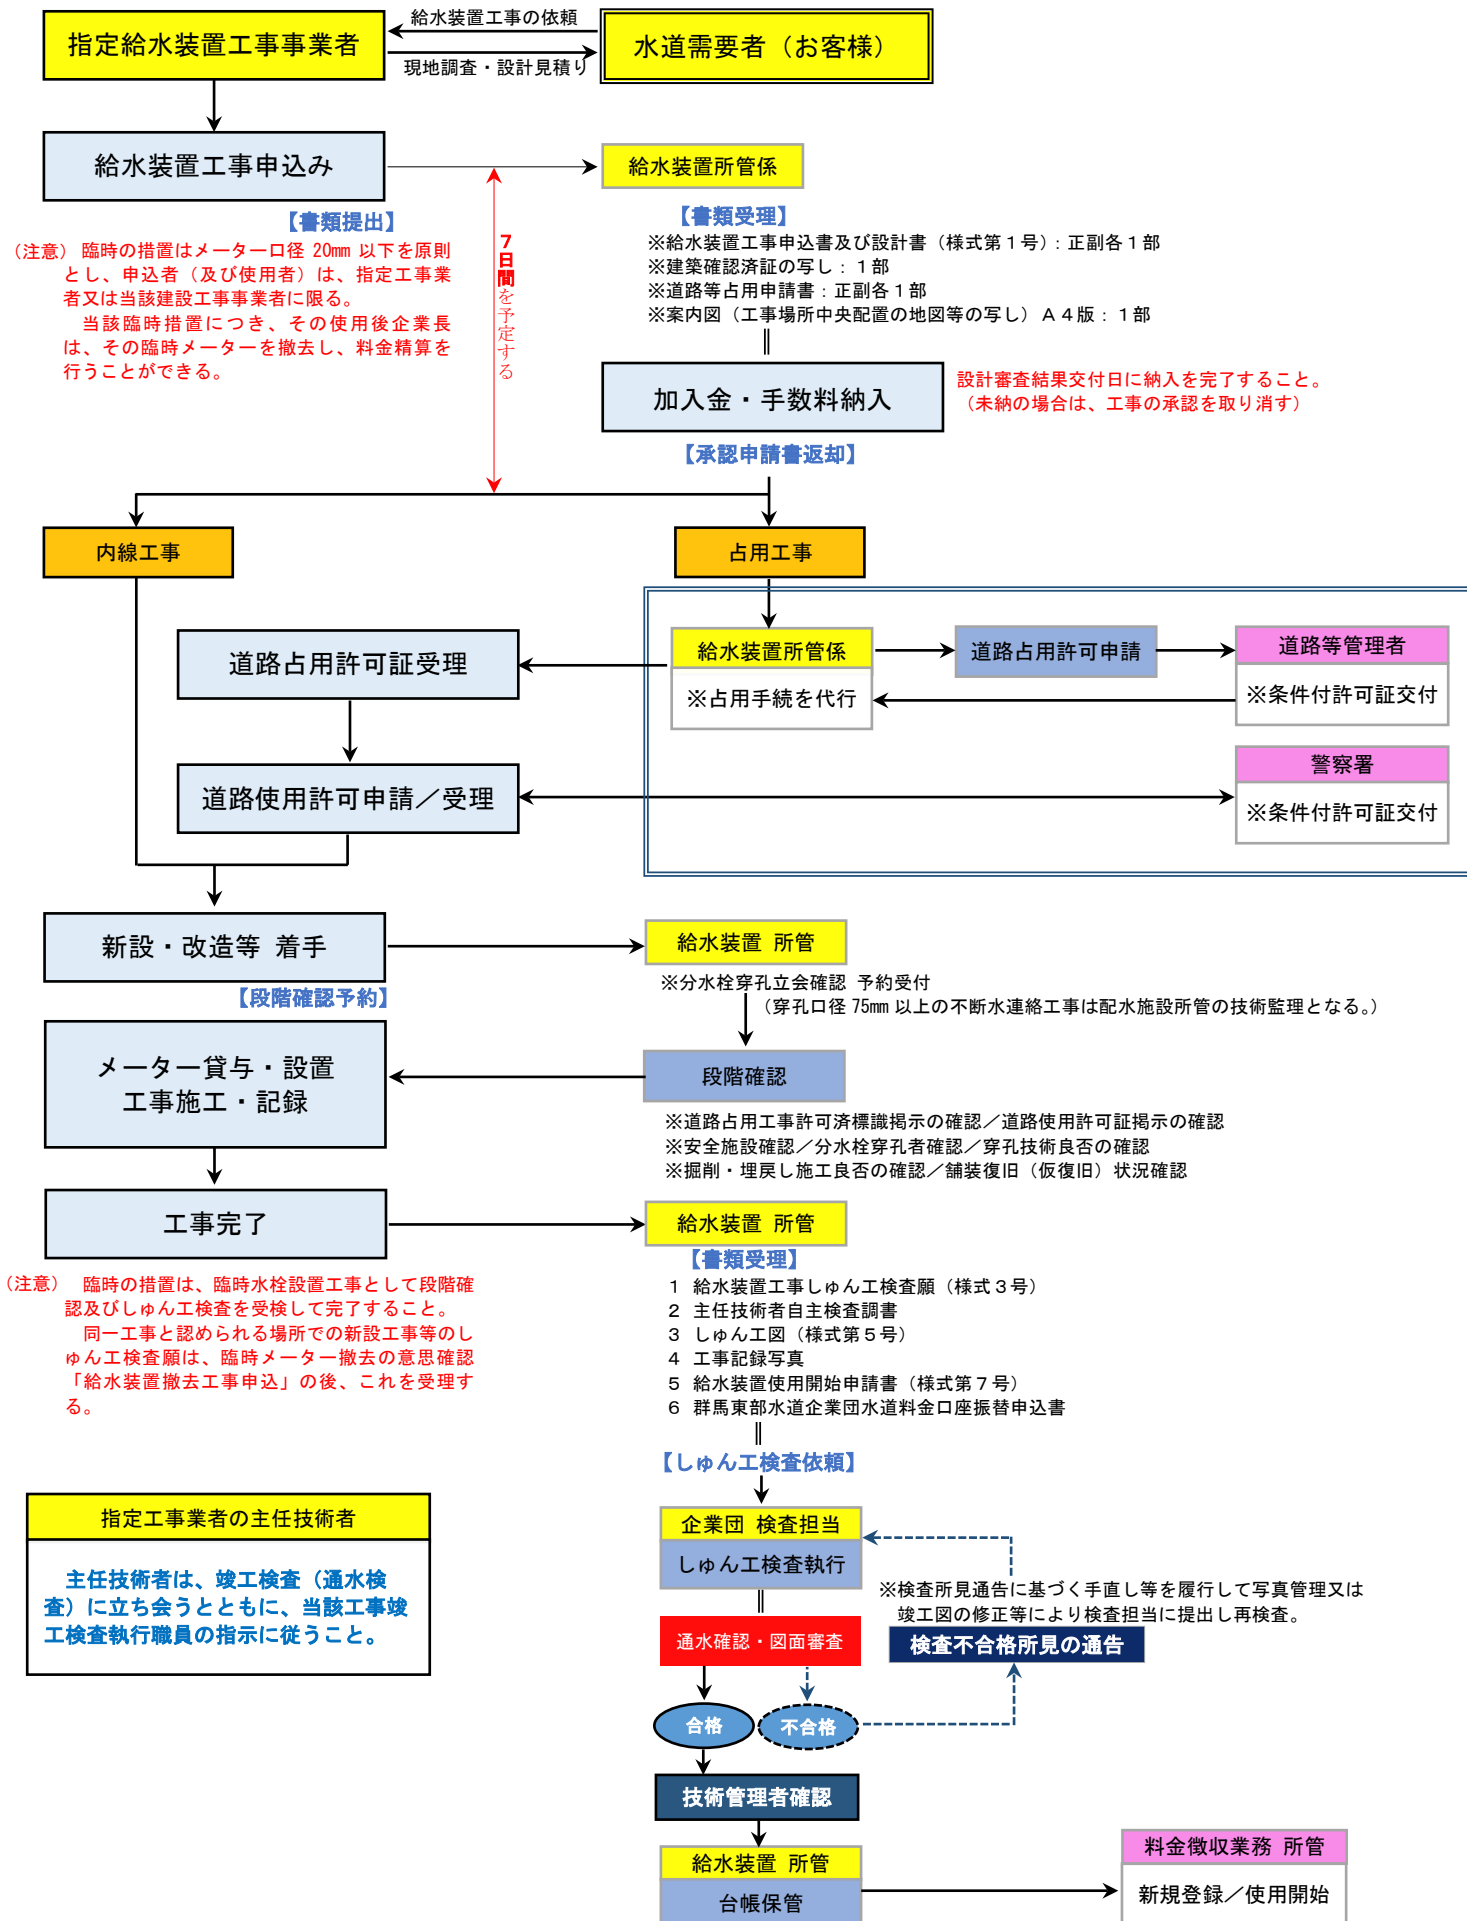 給水装置工事の依頼
指定給水装置工事事業者
水道需要者（お客様）
現地調査・設計見積り
給水装置工事申込み
給水装置所管係
【書類提出】
（注意）臨時の措置はメーター口径 20mm 以下を原則
とし、申込者（及び使用者）は、指定工事業
者又は当該建設工事事業者に限る。
当該臨時措置につき、その使用後企業長
は、その臨時メーターを撤去し、料金精算を
行うことができる。
７日間を予定する
【書類受理】
※給水装置工事申込書及び設計書（様式第１号）：正副各１部
※建築確認済証の写し：１部
※道路等占用申請書：正副各１部
※案内図（工事場所中央配置の地図等の写し）Ａ４版：１部
加入金・手数料納入
設計審査結果交付日に納入を完了すること。
（未納の場合は、工事の承認を取り消す）
【承認申請書返却】
内線工事
占用工事
道路占用許可証受理
給水装置所管係
※占用手続を代行
道路占用許可申請
道路等管理者
※条件付許可証交付
道路使用許可申請／受理
警察署
※条件付許可証交付
新設・改造等 着手
給水装置 所管
【段階確認予約】
※分水栓穿孔立会確認 予約受付
（穿孔口径 75mm 以上の不断水連絡工事は配水施設所管の技術監理となる。）
メーター貸与・設置
工事施工・記録
段階確認
※道路占用工事許可済標識掲示の確認／道路使用許可証掲示の確認
※安全施設確認／分水栓穿孔者確認／穿孔技術良否の確認
※掘削・埋戻し施工良否の確認／舗装復旧（仮復旧）状況確認
工事完了
給水装置 所管
（注意） 臨時の措置は、臨時水栓設置工事として段階確
認及びしゅん工検査を受検して完了すること。
同一工事と認められる場所での新設工事等のし
ゅん工検査願は、臨時メーター撤去の意思確認
「給水装置撤去工事申込」の後、これを受理す
る。
【書類受理】
１ 給水装置工事しゅん工検査願（様式３号）
２ 主任技術者自主検査調書
３ しゅん工図（様式第５号）
４ 工事記録写真
５ 給水装置使用開始申請書（様式第７号）
６ 群馬東部水道企業団水道料金口座振替申込書
【しゅん工検査依頼】
指定工事業者の主任技術者
主任技術者は、竣工検査（通水検
査）に立ち会うとともに、当該工事竣
工検査執行職員の指示に従うこと。
企業団 検査担当
しゅん工検査執行
※検査所見通告に基づく手直し等を履行して写真管理又は
竣工図の修正等により検査担当に提出し再検査。
通水確認・図面審査
検査不合格所見の通告
合格
不合格
技術管理者確認
給水装置 所管
台帳保管
料金徴収業務 所管
新規登録／使用開始